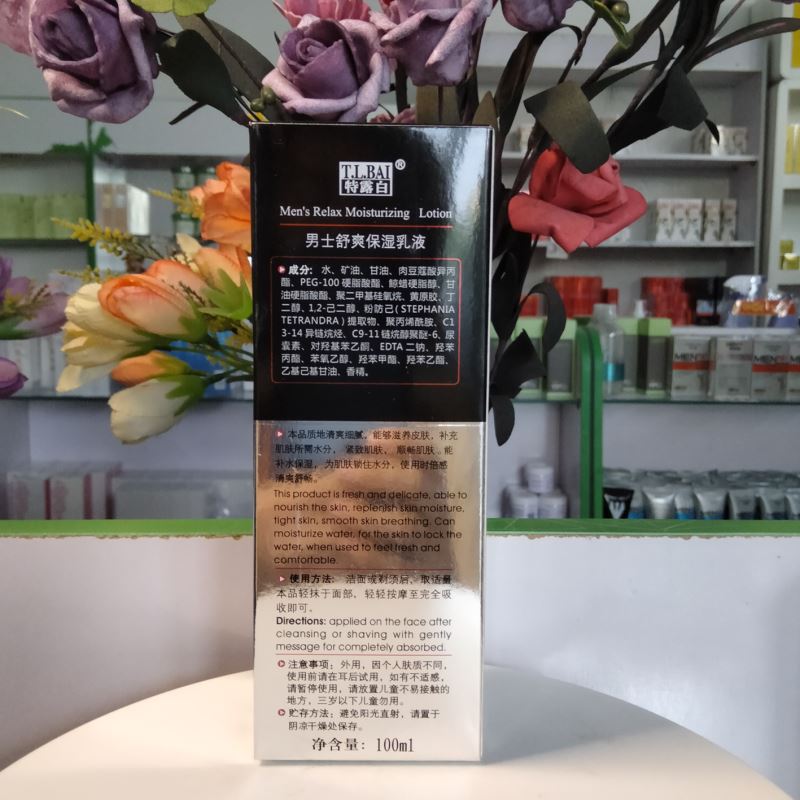 T.L.BAI®
特露白
Men's Relax Moisturizing Lotion
男士舒爽保湿乳液
成分: 水、矿油、甘油、肉豆蔻酸异丙
酯、PEG-100硬脂酸酯、鲸蜡硬脂醇、甘
油硬脂酸酯、聚二甲基硅氧烷、黄原胶、丁
二醇、1,2-己二醇、粉防己(STEPHANIA
TETRANDRA)提取物、聚丙烯酰胺、C1
3-14异链烷烃、C9-11链烷醇聚醚-6、尿
囊素、对羟基苯乙酮、EDTA二钠、羟苯
丙酯、苯氧乙醇、羟苯甲酯、羟苯乙酯、
乙基己基甘油、香精。
本品质地清爽细腻,能够滋养皮肤,补充
肌肤所需水分,紧致肌肤,顺畅肌肤。能
补水保湿,为肌肤锁住水分,使用时倍感
清爽舒畅。
This product is fresh and delicate, able to
nourish the skin, replenish skin moisture,
tight skin, smooth skin breathing. Can
moisturize water, for the skin to lock the
water, when used to feel fresh and
comfortable.
使用方法: 洁面或剃须后,取适量
本品轻抹于面部,轻轻按摩至完全吸
收即可。
Directions: applied on the face after
cleansing or shaving with gently
message for completely absorbed.
注意事项:外用,因个人肤质不同,
使用前请在耳后试用,如有不适感,
请暂停使用,请放置儿童不易接触的
地方,三岁以下儿童勿用。
贮存方法:避免阳光直射,请置于
阴凉干燥处保存。
净含量: 100ml
MEN'S